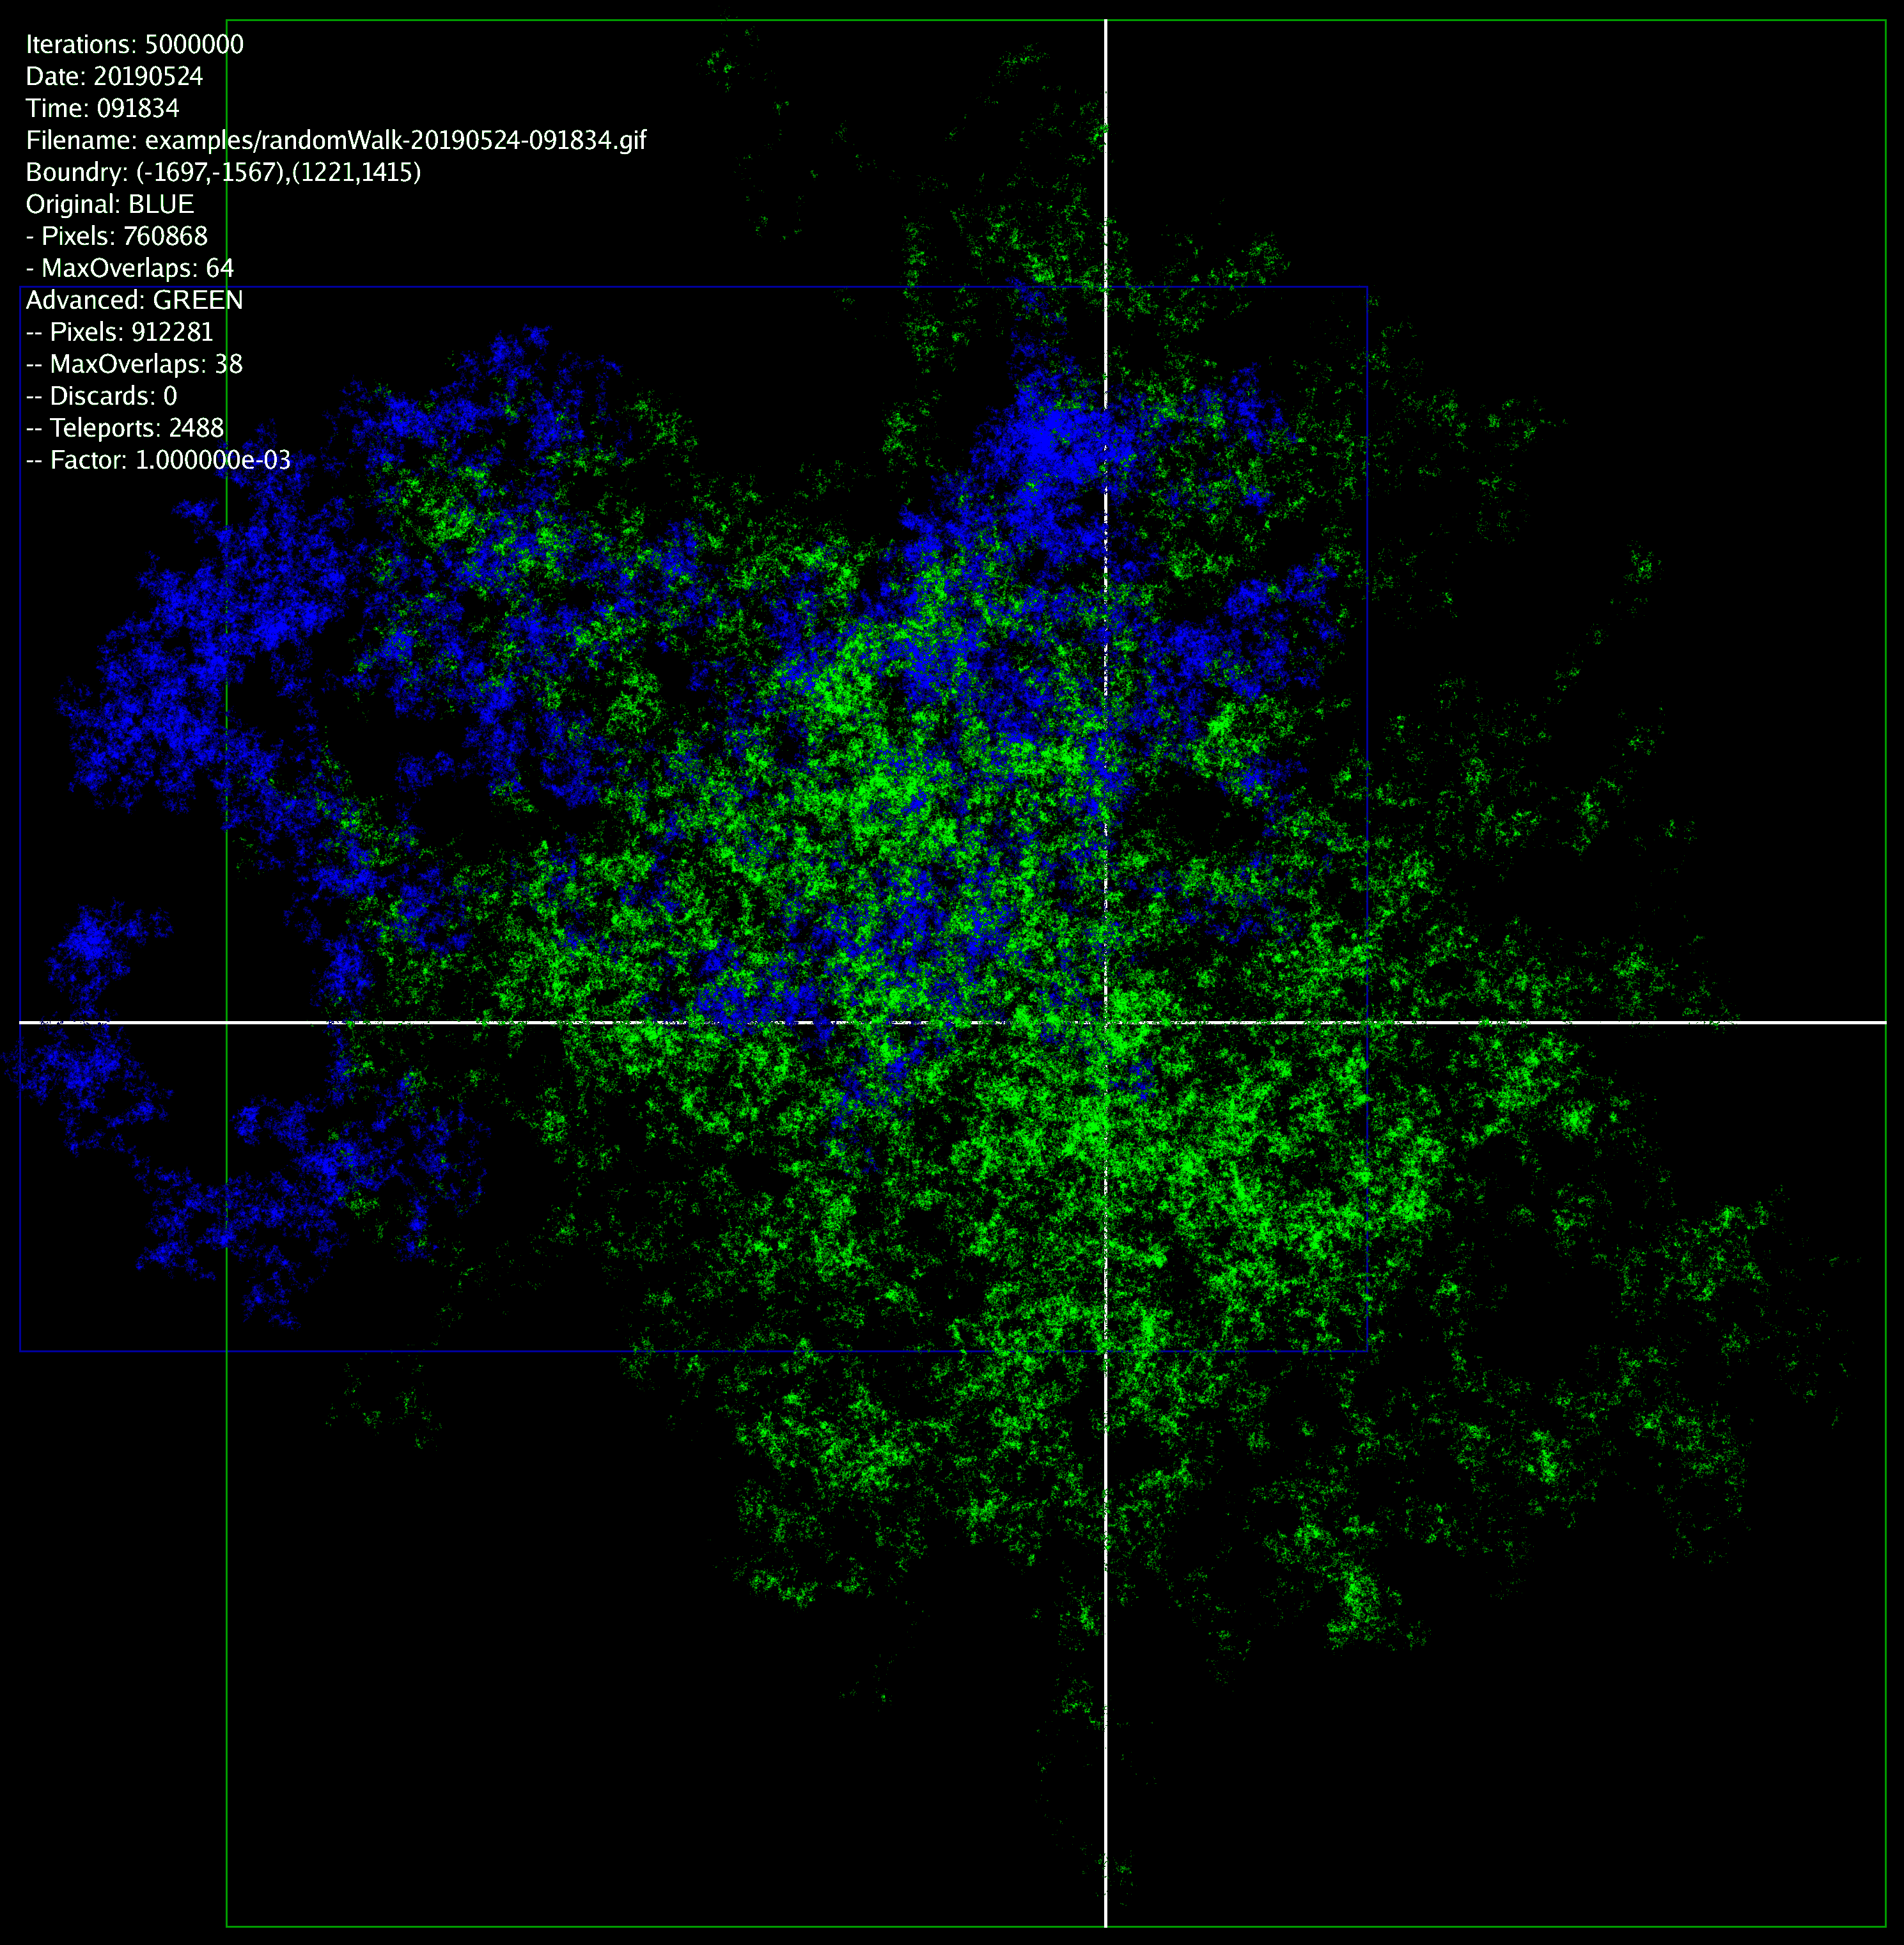 Iterations: 5000000
Date: 20190524
Time: 091834
Filename: examples/randomWalk-20190524-091834.gif
Boundry: (-1697,-1567),(1221,1415)
Original: BLUE
- Pixels: 760868
- MaxOverlaps: 64
Advanced: GREEN
-- Pixels: 912281
-- MaxOverlaps: 38
-- Discards: 0
-- Teleports: 2488
-- Factor: 1.000000e-03